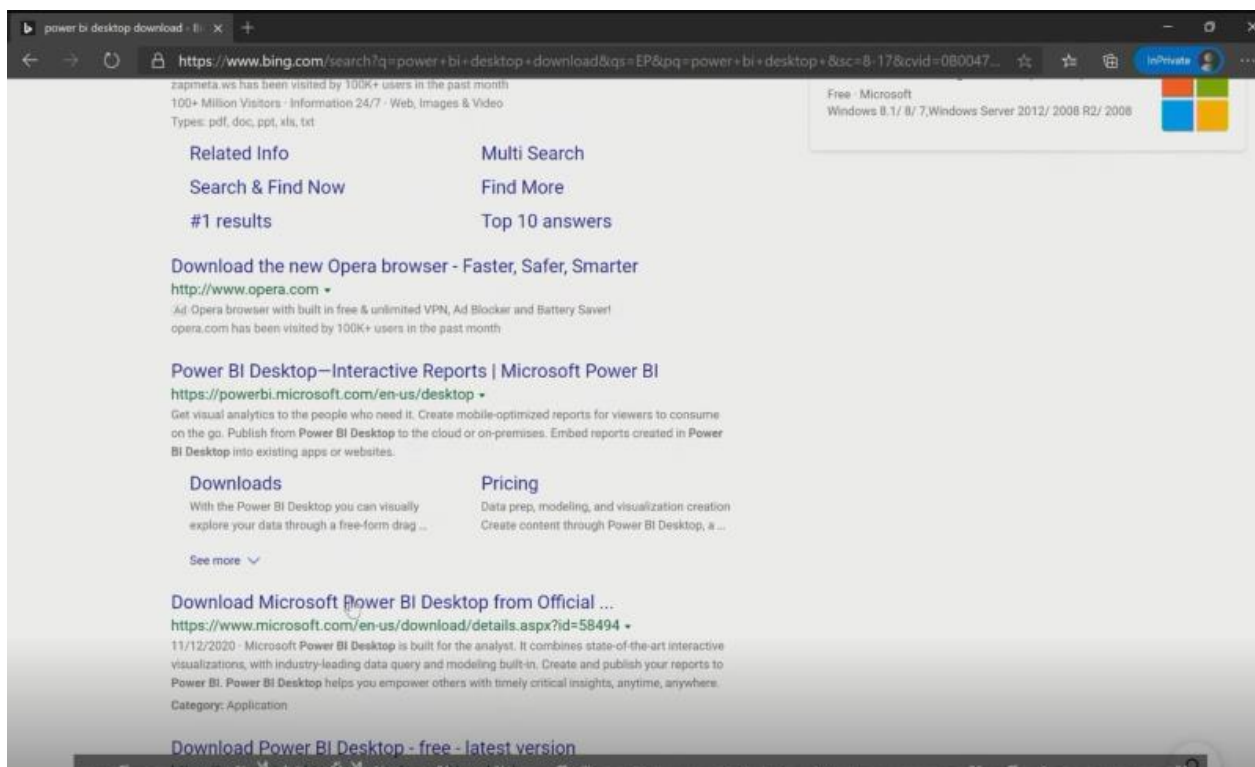 power bi desktop download - Bi
https://www.bing.com/search?q=power+bi+desktop+download&qs=EP&pq=power+bi+desktop+&sc=8-17&cvid=0B0047...
InPrivate
zapmeta.ws has been visited by 100K+ users in the past month
100+ Million Visitors · Information 24/7 · Web, Images & Video
Types: pdf, doc, ppt, xls, txt
Free · Microsoft
Windows 8.1/ 8/ 7,Windows Server 2012/ 2008 R2/ 2008
Related Info
Multi Search
Search & Find Now
Find More
#1 results
Top 10 answers
Download the new Opera browser - Faster, Safer, Smarter
http://www.opera.com
Ad Opera browser with built in free & unlimited VPN, Ad Blocker and Battery Saver!
opera.com has been visited by 100K+ users in the past month
Power BI Desktop—Interactive Reports | Microsoft Power BI
https://powerbi.microsoft.com/en-us/desktop
Get visual analytics to the people who need it. Create mobile-optimized reports for viewers to consume
on the go. Publish from Power BI Desktop to the cloud or on-premises. Embed reports created in Power
BI Desktop into existing apps or websites.
Downloads
With the Power BI Desktop you can visually
explore your data through a free-form drag ...
Pricing
Data prep, modeling, and visualization creation
Create content through Power BI Desktop, a ...
See more
Download Microsoft Power BI Desktop from Official ...
https://www.microsoft.com/en-us/download/details.aspx?id=58494
11/12/2020 · Microsoft Power BI Desktop is built for the analyst. It combines state-of-the-art interactive
visualizations, with industry-leading data query and modeling built-in. Create and publish your reports to
Power BI. Power BI Desktop helps you empower others with timely critical insights, anytime, anywhere.
Category: Application
Download Power BI Desktop - free - latest version